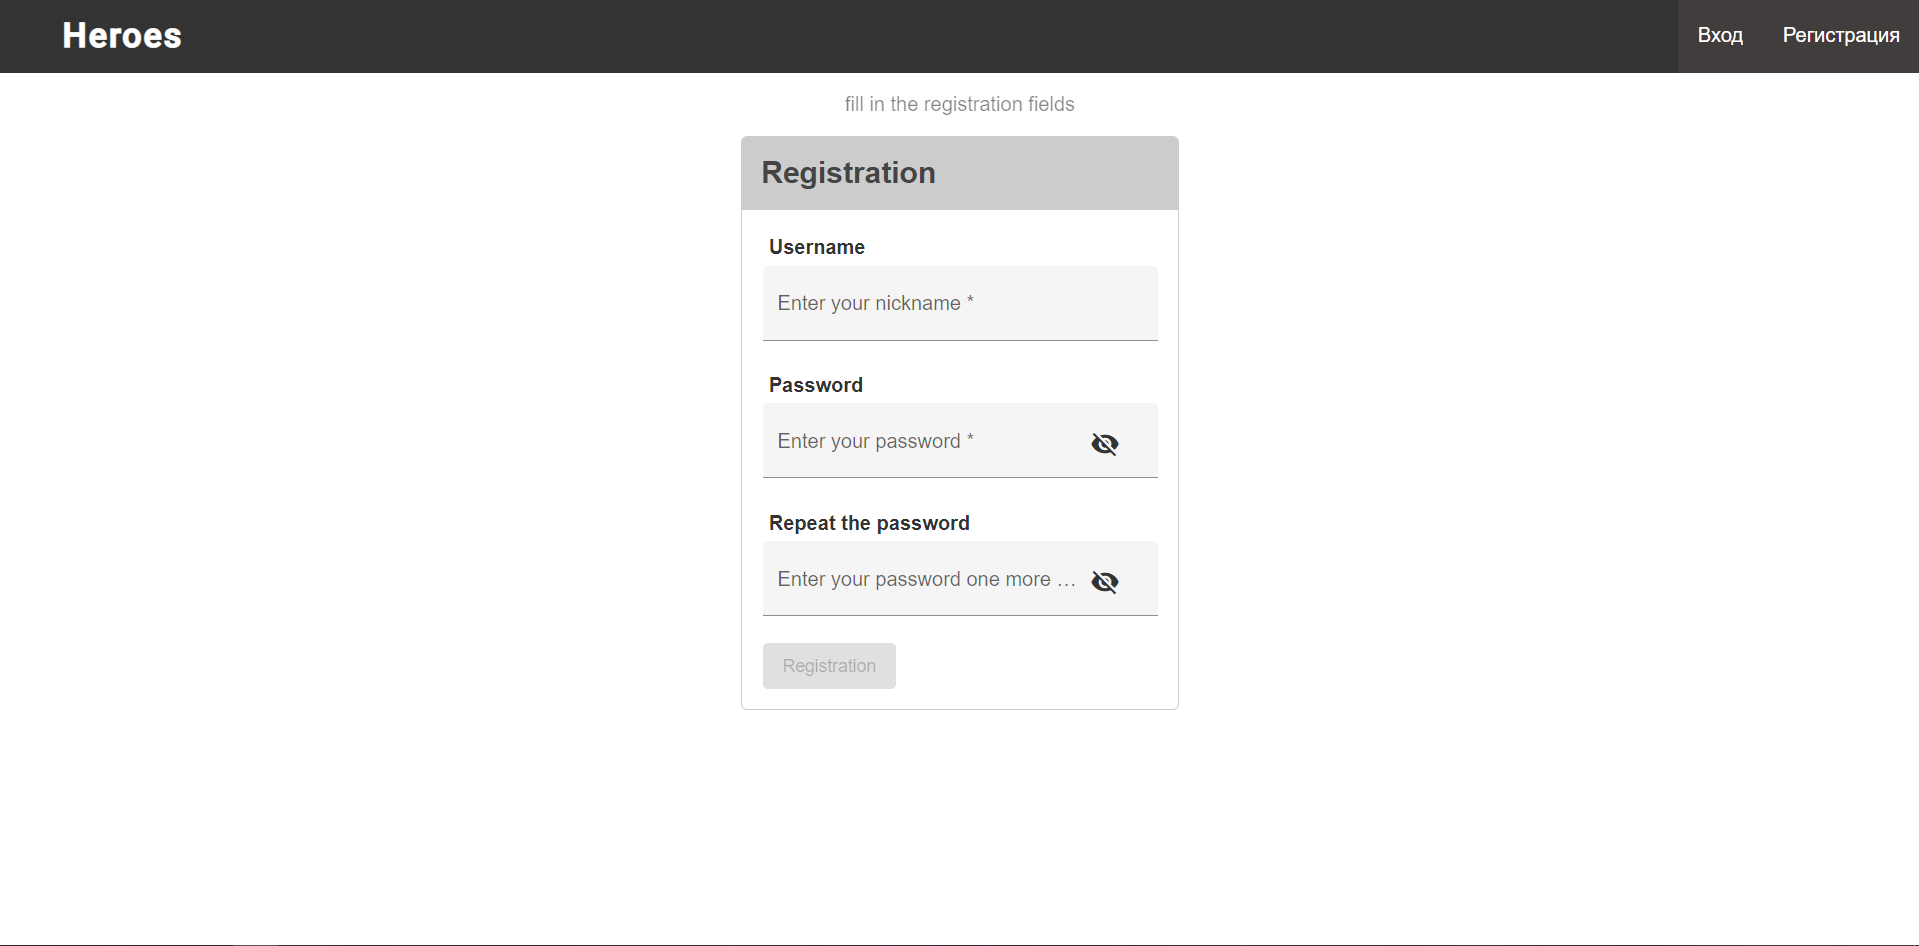 Heroes
Вход
Регистрация
fill in the registration fields
Registration
Username
Enter your nickname *
Password
Enter your password *
Repeat the password
Enter your password one more …
Registration